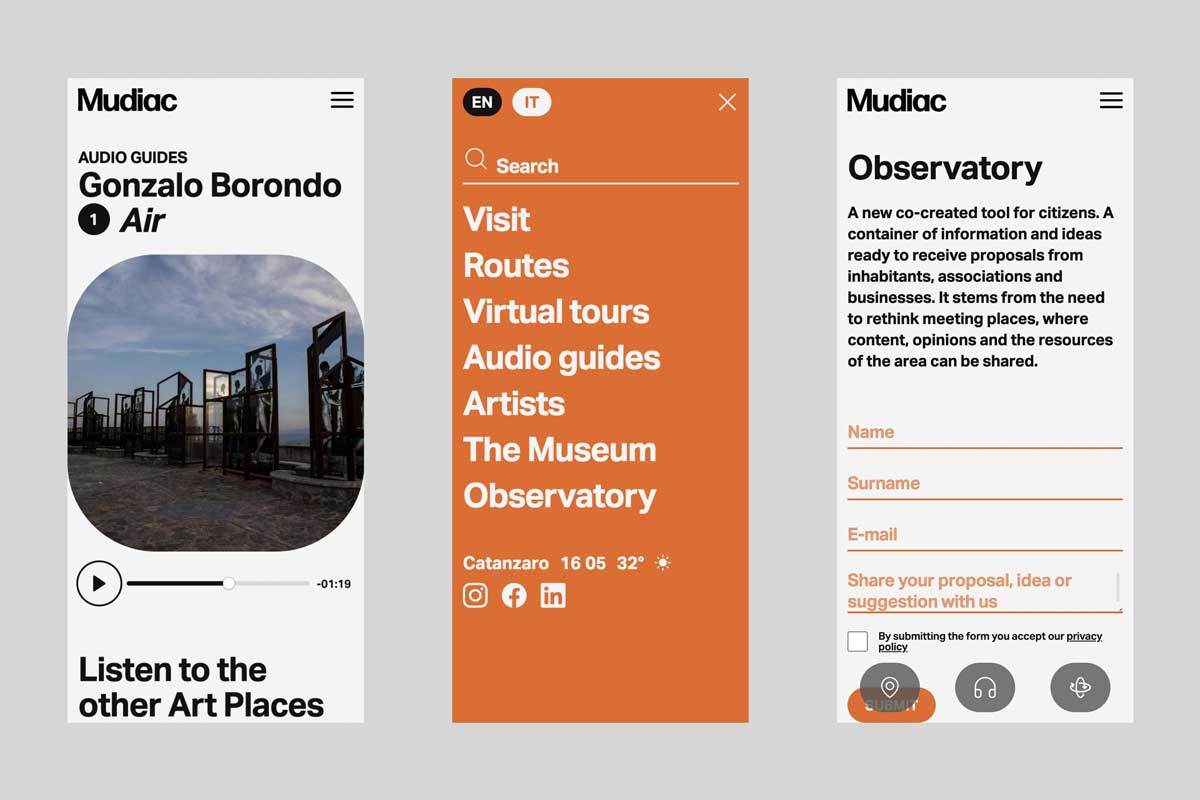 Mudiac
AUDIO GUIDES
Gonzalo Borondo
1 Air
-01:19
Listen to the
other Art Places
EN IT
Search
Visit
Routes
Virtual tours
Audio guides
Artists
The Museum
Observatory
Catanzaro 16 05 32°
in
Mudiac
Observatory
A new co-created tool for citizens. A
container of information and ideas
ready to receive proposals from
inhabitants, associations and
businesses. It stems from the need
to rethink meeting places, where
content, opinions and the resources
of the area can be shared.
Name
Surname
E-mail
Share your proposal, idea or
suggestion with us
By submitting the form you accept our privacy
policy
SUBMIT